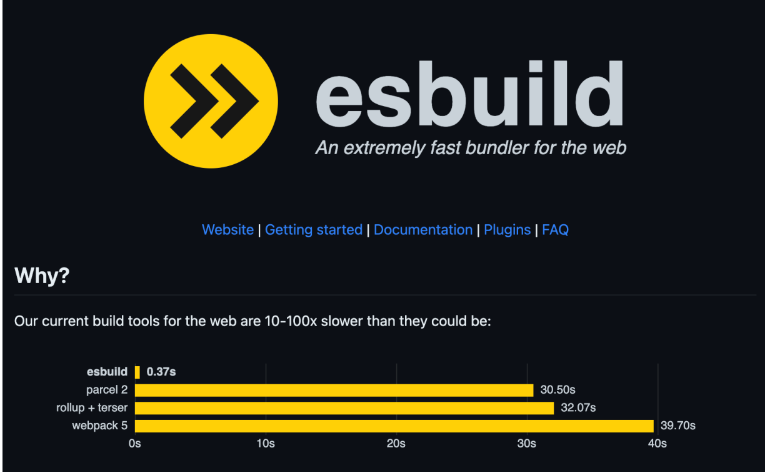 esbuild
An extremely fast bundler for the web
Website | Getting started | Documentation | Plugins | FAQ
Why?
Our current build tools for the web are 10-100x slower than they could be:
esbuild 0.37s
parcel 2 30.50s
rollup + terser 32.07s
webpack 5 39.70s
0s 10s 20s 30s 40s